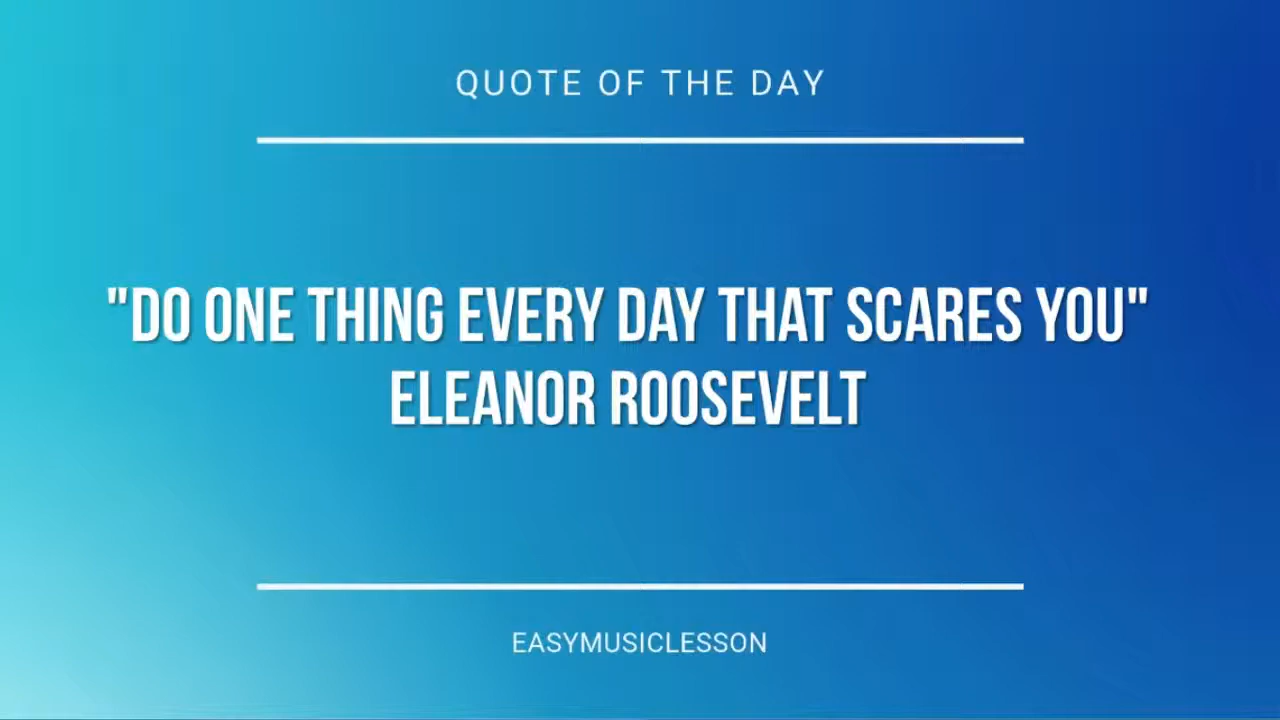 QUOTE OF THE DAY
"DO ONE THING EVERY DAY THAT SCARES YOU"
ELEANOR ROOSEVELT
EASYMUSICLESSON